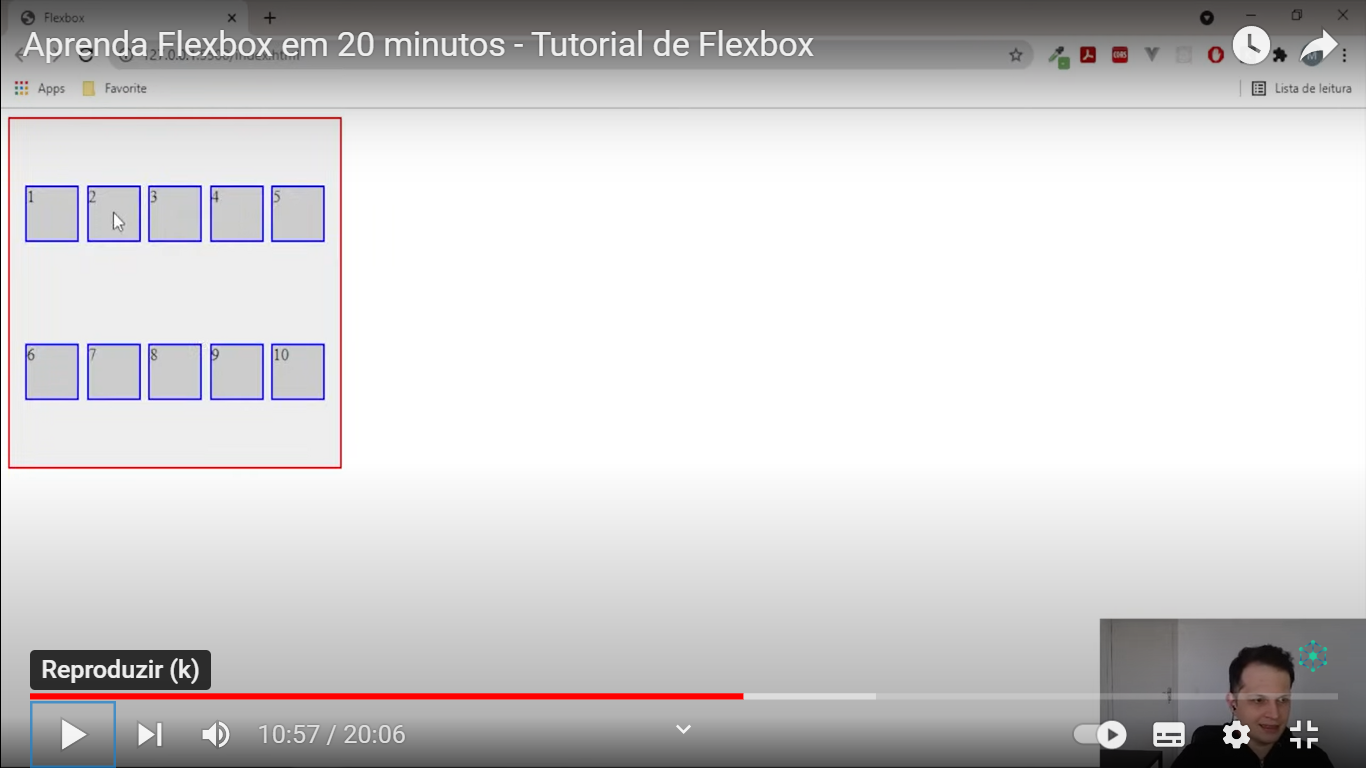 Flexbox
Aprenda Flexbox em 20 minutos - Tutorial de Flexbox
Apps
Favorite
Lista de leitura
1 2 3 4 5
6 7 8 9 10
Reproduzir (k)
10:57 / 20:06